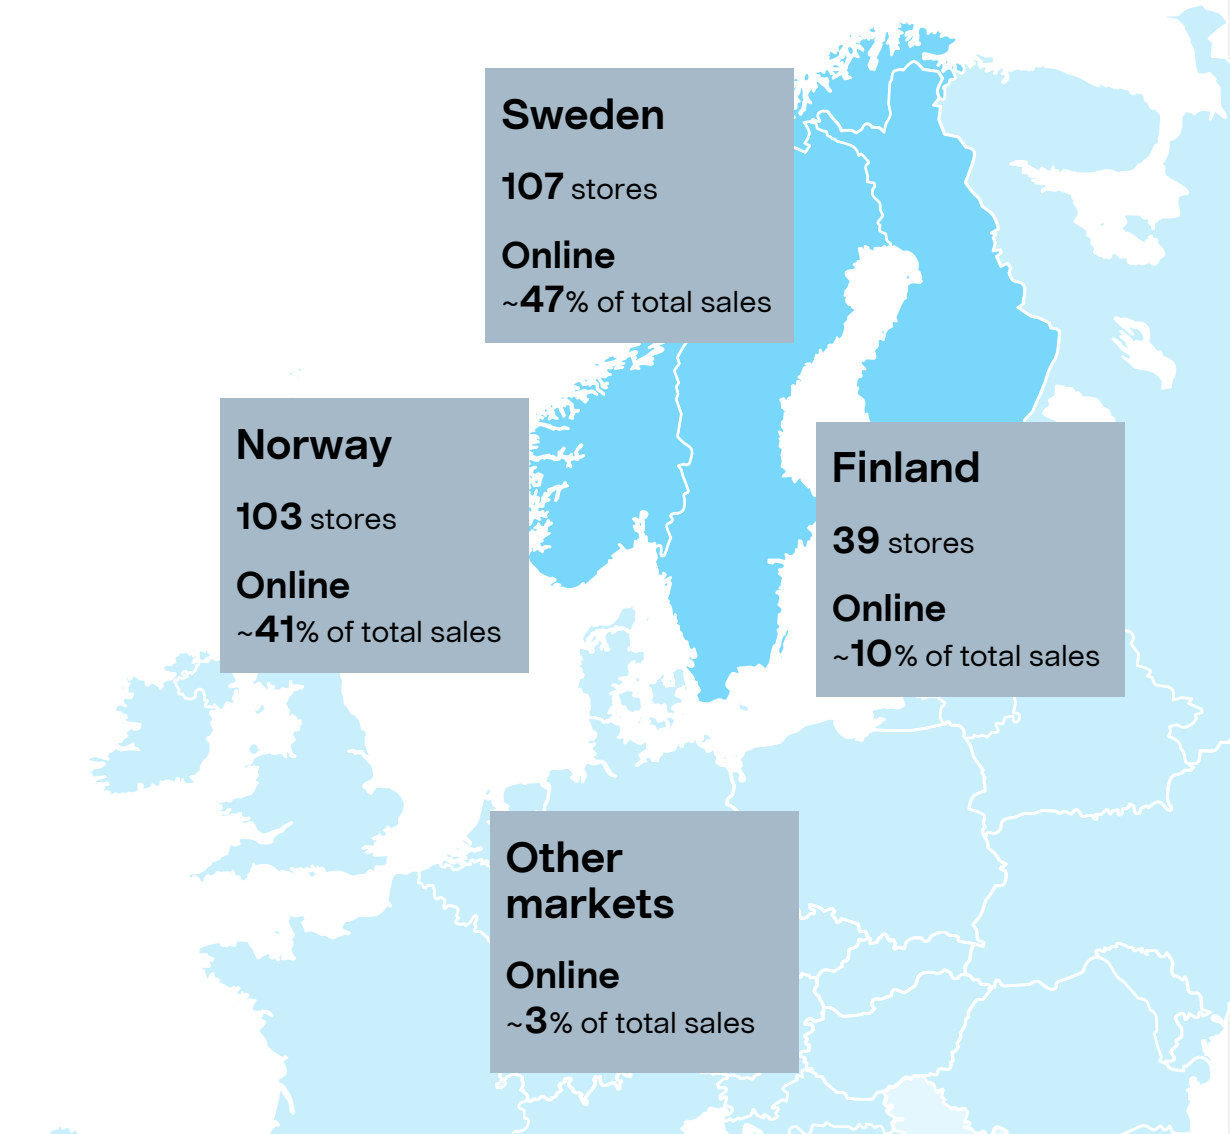 Sweden
107 stores
Online
~47% of total sales
Norway
103 stores
Online
~41% of total sales
Finland
39 stores
Online
~10% of total sales
Other
markets
Online
~3% of total sales